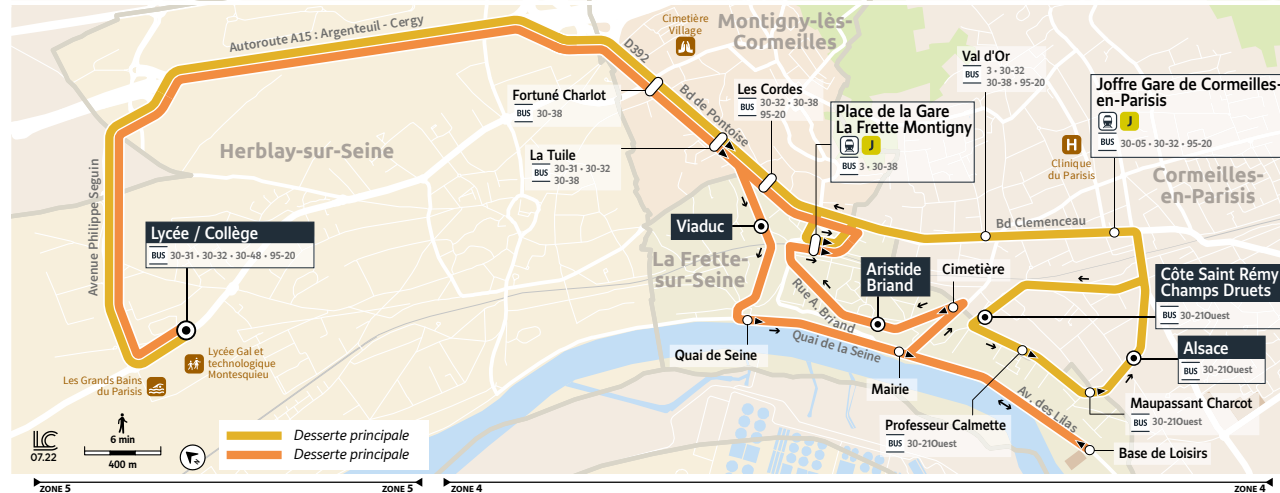 Autoroute A15 : Argenteuil - Cergy
Cimetière
Village
Montigny-lès-
Cormeilles
D392
Bd de Pontoise
Fortuné Charlot
BUS 30-38
Les Cordes
BUS 30-32 • 30-38
95-20
Val d'Or
BUS 3 • 30-32
30-38 • 95-20
Joffre Gare de Cormeilles-
en-Parisis
J
BUS 30-05 • 30-32 • 95-20
Place de la Gare
La Frette Montigny
J
BUS 3 • 30-38
H
Clinique
du Parisis
Cormeilles-
en-Parisis
Herblay-sur-Seine
La Tuile
BUS 30-31 • 30-32
30-38
Avenue Philippe Seguin
Lycée / Collège
BUS 30-31 • 30-32 • 30-48 • 95-20
Viaduc
Bd Clemenceau
La Frette-
sur-Seine
Aristide
Briand
Cimetière
Côte Saint Rémy
Champs Druets
BUS 30-21Ouest
Rue A. Briand
Quai de Seine
Quai de la Seine
Alsace
BUS 30-21Ouest
Lycée Gal et
technologique
Montesquieu
Les Grands Bains
du Parisis
Mairie
Av. des Lilas
Maupassant Charcot
BUS 30-21Ouest
Professeur Calmette
BUS 30-21Ouest
Base de Loisirs
LC
07.22
6 min
400 m
Desserte principale
Desserte principale
ZONE 5
ZONE 5
ZONE 4
ZONE 4